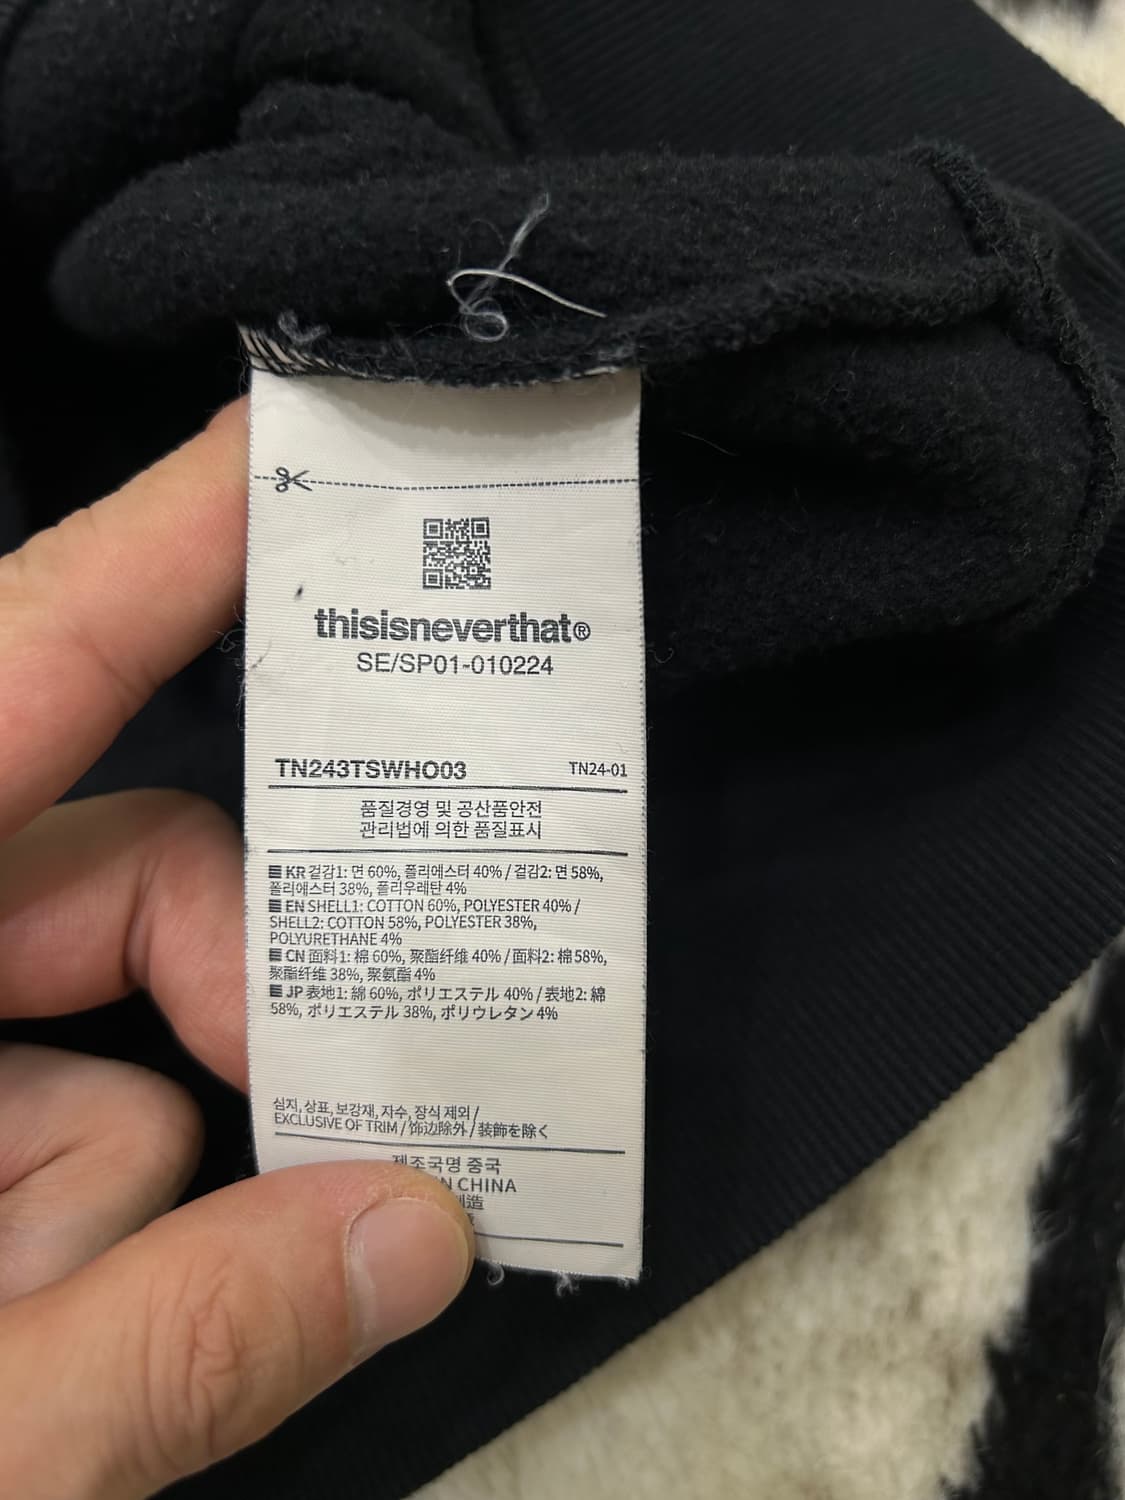 thisisneverthat®
SE/SP01-010224
TN243TSWHO03 TN24-01
품질경영 및 공산품안전
관리법에 의한 품질표시
KR 겉감1: 면 60%, 폴리에스터 40% / 겉감2: 면 58%,
폴리에스터 38%, 폴리우레탄 4%
EN SHELL1: COTTON 60%, POLYESTER 40% /
SHELL2: COTTON 58%, POLYESTER 38%,
POLYURETHANE 4%
CN 面料1: 棉 60%, 聚酯纤维 40% / 面料2: 棉 58%,
聚酯纤维 38%, 聚氨酯 4%
JP 表地1: 綿 60%, ポリエステル 40% / 表地2: 綿
58%, ポリエステル 38%, ポリウレタン 4%
심지, 상표, 보강재, 자수, 장식 제외 /
EXCLUSIVE OF TRIM / 饰边除外 / 装飾を除く
제조국명 중국
CHINA